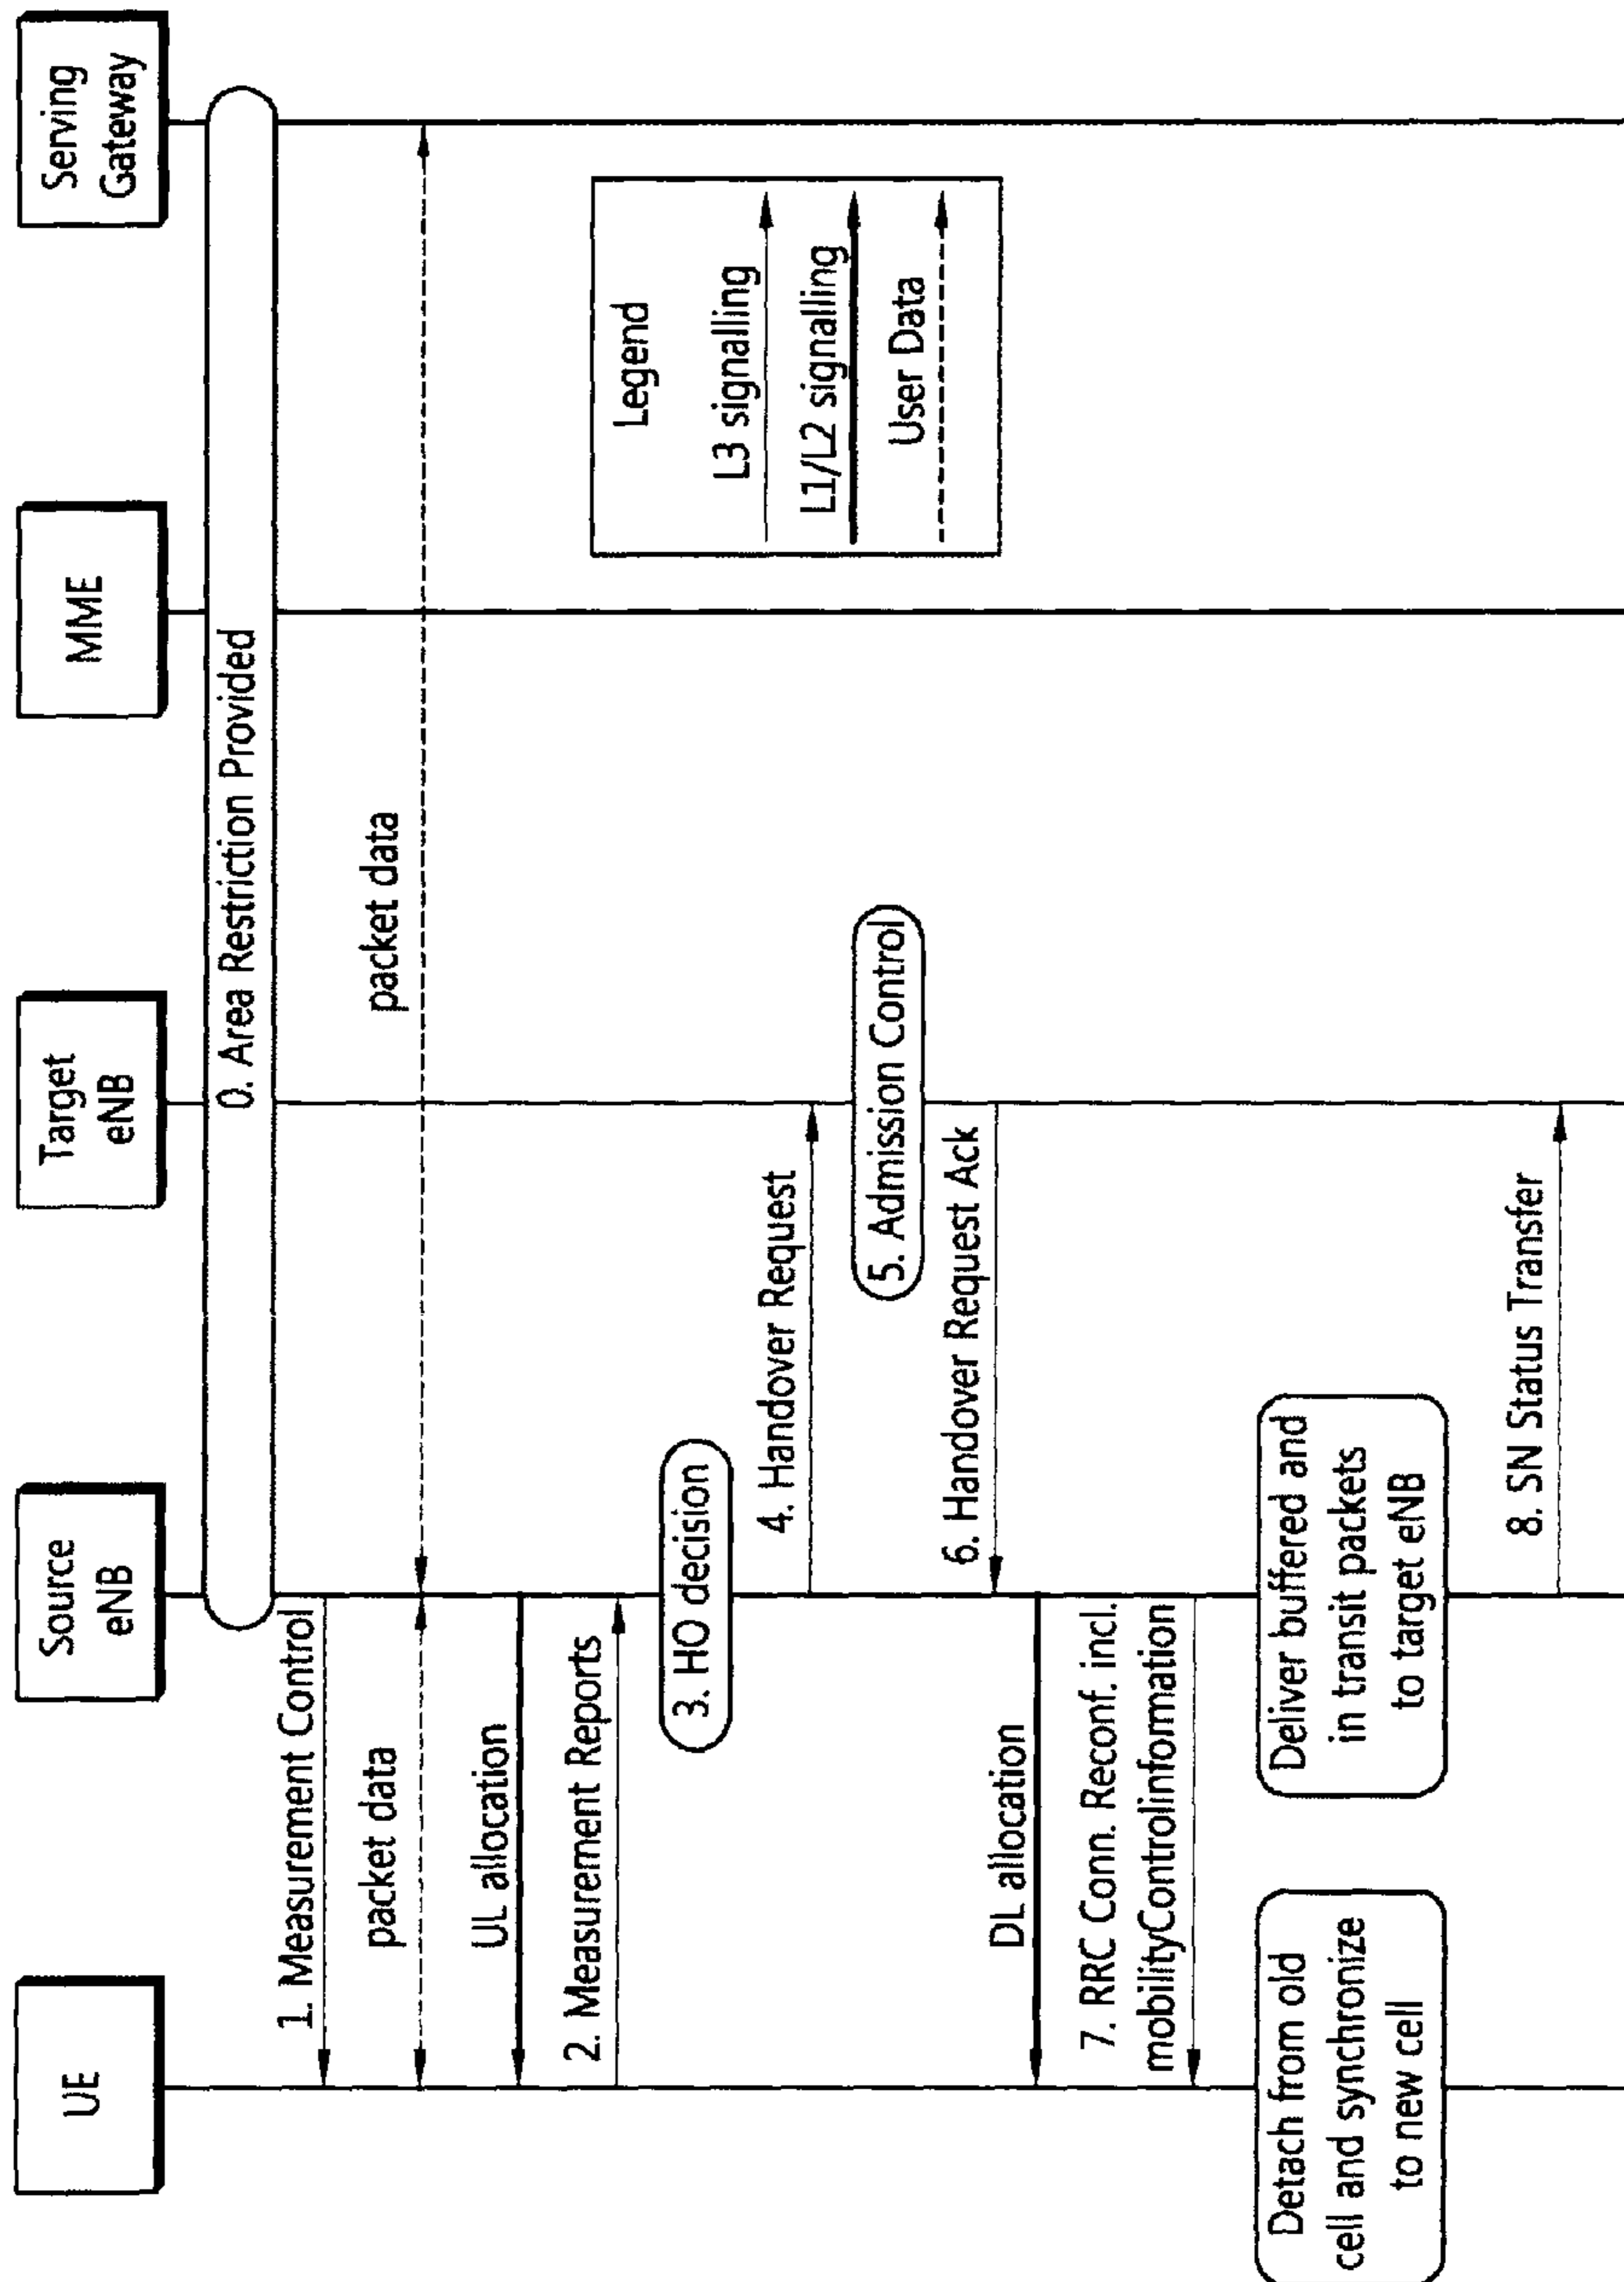 UE
Source
eNB
Target
eNB
MME
Serving
Gateway
0. Area Restriction Provided
1. Measurement Control
packet data
packet data
UL allocation
2. Measurement Reports
3. HO decision
4. Handover Request
5. Admission Control
6. Handover Request Ack
DL allocation
7. RRC Conn. Reconf. incl.
mobilityControlinfomation
Detach from old
cell and synchronize
to new cell
Deliver buffered and
in transit packets
to target eNB
8. SN Status Transfer
Legend
L3 signalling
L1/L2 signalling
User Data